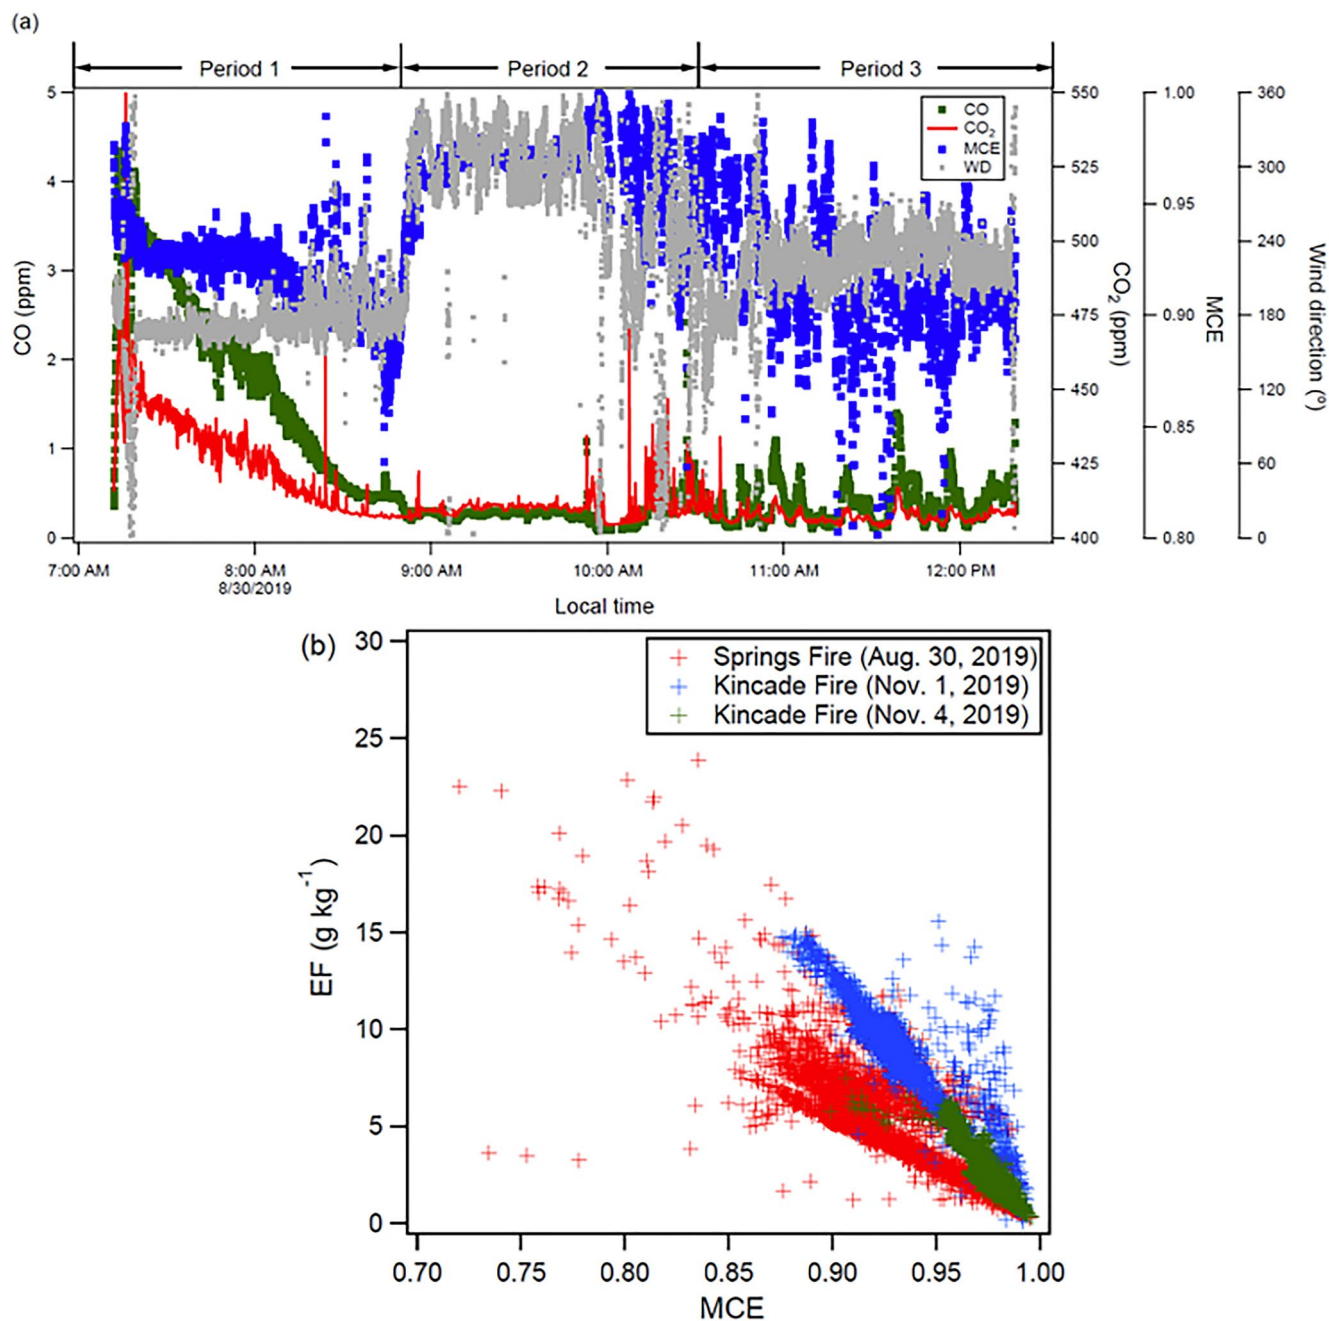 (a)
Period 1
Period 2
Period 3
5
4
3
2
1
0
CO (ppm)
CO
CO2
MCE
WD
550
525
500
475
450
425
400
CO2 (ppm)
1.00
0.95
0.90
0.85
0.80
MCE
360
300
240
180
120
60
0
Wind direction (°)
7:00 AM
8:00 AM
9:00 AM
10:00 AM
11:00 AM
12:00 PM
8/30/2019
Local time
(b)
Springs Fire (Aug. 30, 2019)
Kincade Fire (Nov. 1, 2019)
Kincade Fire (Nov. 4, 2019)
30
25
20
15
10
5
0
EF (g kg-1)
0.70
0.75
0.80
0.85
0.90
0.95
1.00
MCE